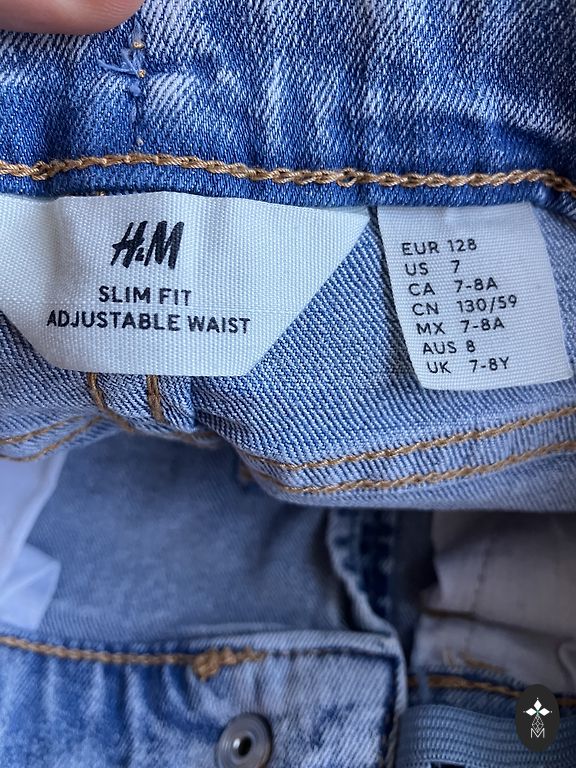 H&M
SLIM FIT
ADJUSTABLE WAIST
EUR 128
US 7
CA 7-8A
CN 130/59
MX 7-8A
AUS 8
UK 7-8Y
M